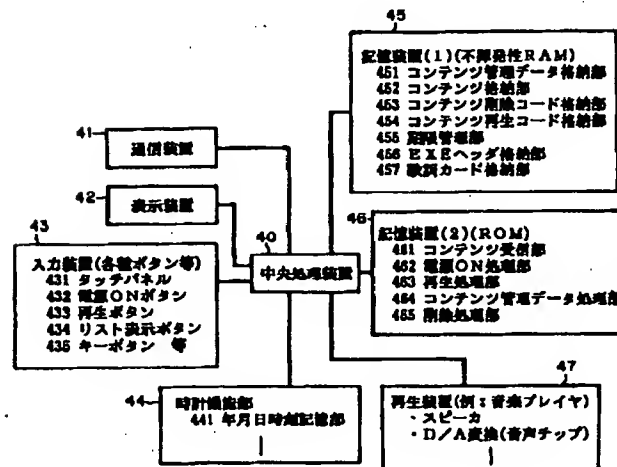 45
記憶装置(1)(不揮発性RAM)
451 コンテンツ管理データ格納部
452 コンテンツ格納部
453 コンテンツ削除コード格納部
454 コンテンツ再生コード格納部
455 期限管理部
456 EXEヘッダ格納部
457 歌詞カード格納部
41
通信装置
42
表示装置
43
入力装置(各種ボタン等)
431 タッチパネル
432 電源ONボタン
433 再生ボタン
434 リスト表示ボタン
435 キーボタン 等
40
中央処理装置
46
記憶装置(2)(ROM)
461 コンテンツ受信部
462 電源ON処理部
463 再生処理部
464 コンテンツ管理データ処理部
465 削除処理部
44
時計機能部
441 年月日時刻記憶部
47
再生装置(例:音楽プレイヤ)
・スピーカ
・D/A変換(音声チップ)